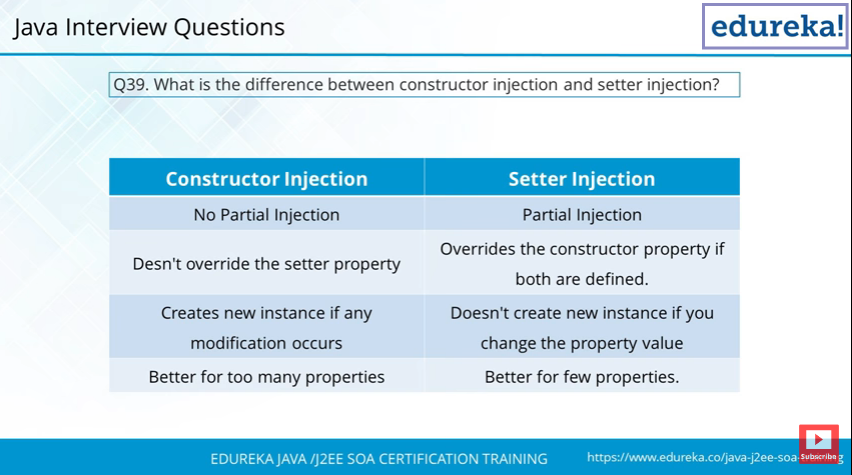 Java Interview Questions
edureka!
Q39. What is the difference between constructor injection and setter injection?
Constructor Injection
Setter Injection
No Partial Injection
Partial Injection
Desn't override the setter property
Overrides the constructor property if
both are defined.
Creates new instance if any
modification occurs
Doesn't create new instance if you
change the property value
Better for too many properties
Better for few properties.
EDUREKA JAVA /J2EE SOA CERTIFICATION TRAINING
https://www.edureka.co/java-j2ee-soa-
Subscribe